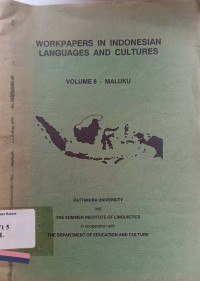 WORKPAPERS IN INDONESIAN
LANGUAGES AND CULTURES
VOLUME 8 - MALUKU
PATTIMURA UNIVERSITY
and
THE SUMMER INSTITUTE OF LINGUISTICS
in cooperation with
THE DEPARTMENT OF EDUCATION AND CULTURE